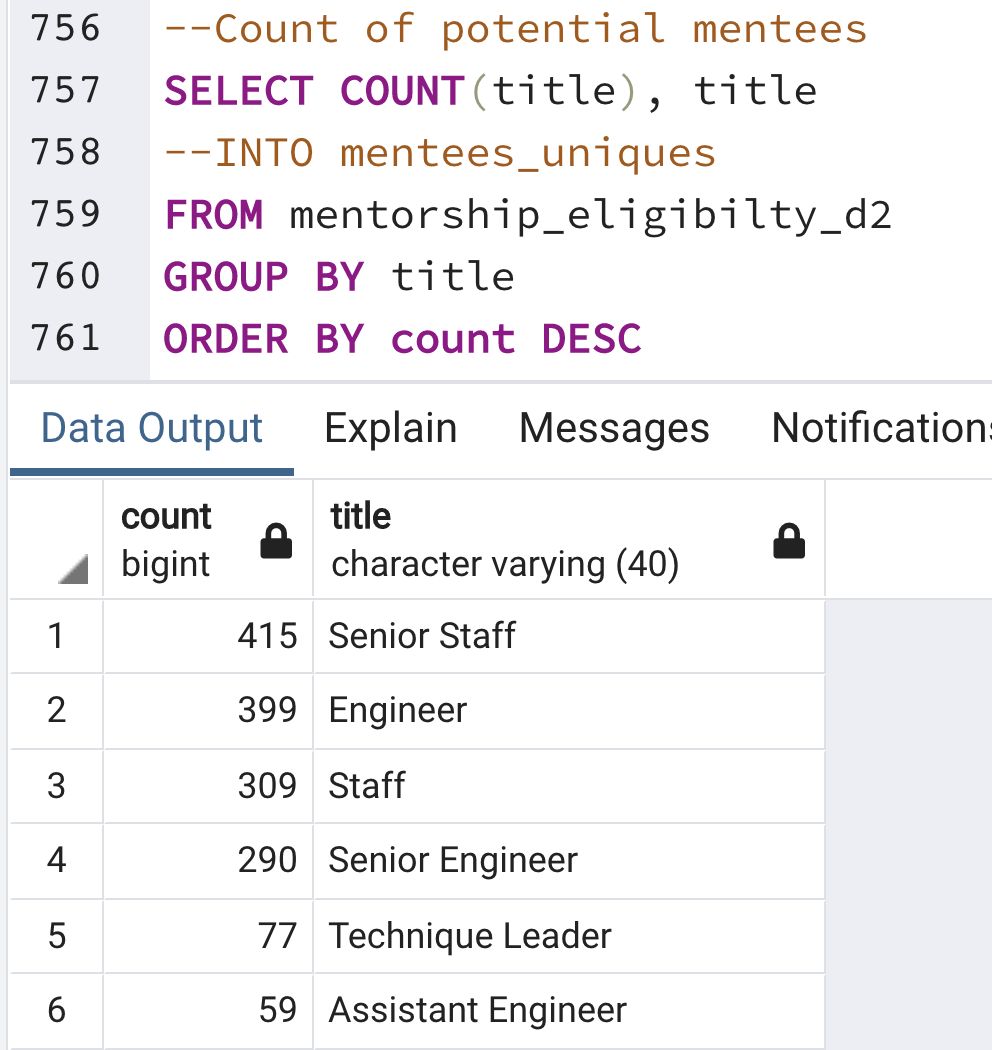 756 --Count of potential mentees
757 SELECT COUNT(title), title
758 --INTO mentees_uniques
759 FROM mentorship_eligibilty_d2
760 GROUP BY title
761 ORDER BY count DESC
Data Output Explain Messages Notifications
count title
bigint character varying (40)
1 415 Senior Staff
2 399 Engineer
3 309 Staff
4 290 Senior Engineer
5 77 Technique Leader
6 59 Assistant Engineer